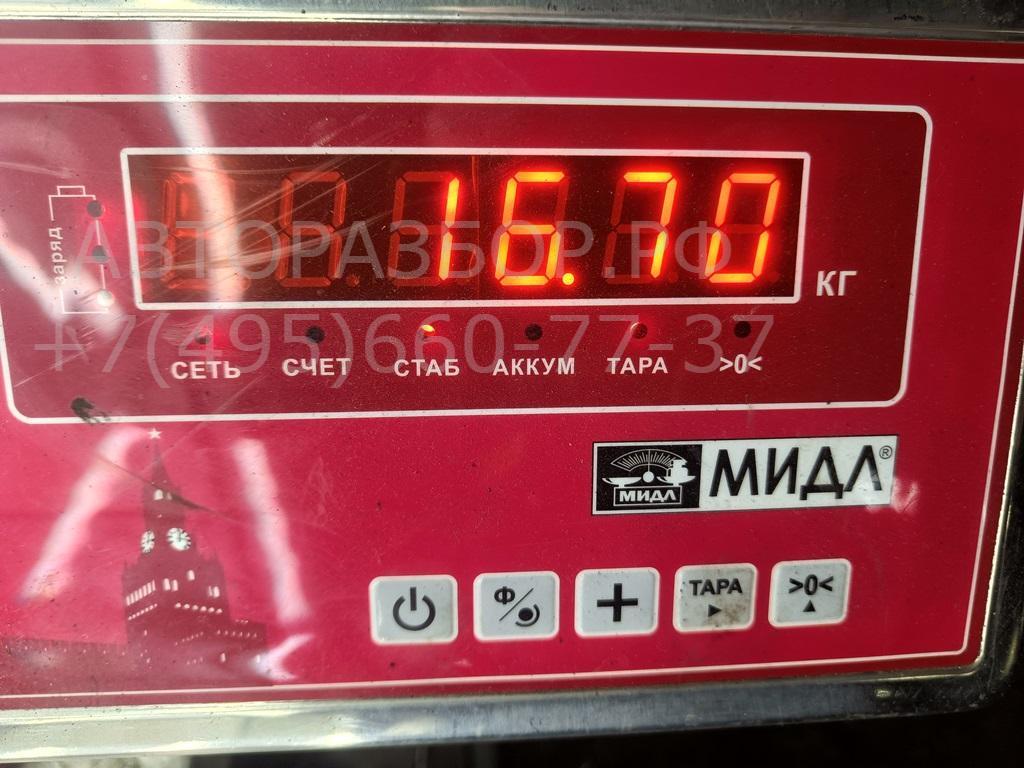 заряд
16.70 КГ
СЕТЬ СЧЕТ СТАБ АККУМ ТАРА >0<
АВТОРАЗБОР.РФ
+7(495)660-77-37
МИДЛ МИДЛ®
Ф ТАРА >0<